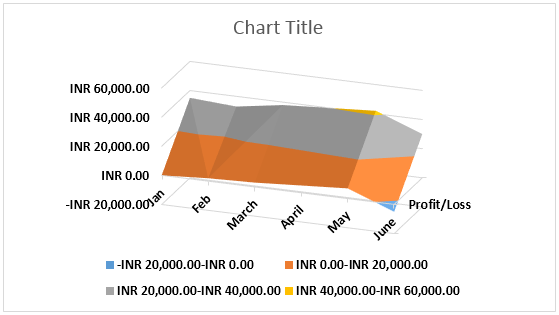 Chart Title
INR 60,000.00
INR 40,000.00
INR 20,000.00
INR 0.00
-INR 20,000.00
Jan
Feb
March
April
May
June
Profit/Loss
-INR 20,000.00-INR 0.00
INR 0.00-INR 20,000.00
INR 20,000.00-INR 40,000.00
INR 40,000.00-INR 60,000.00